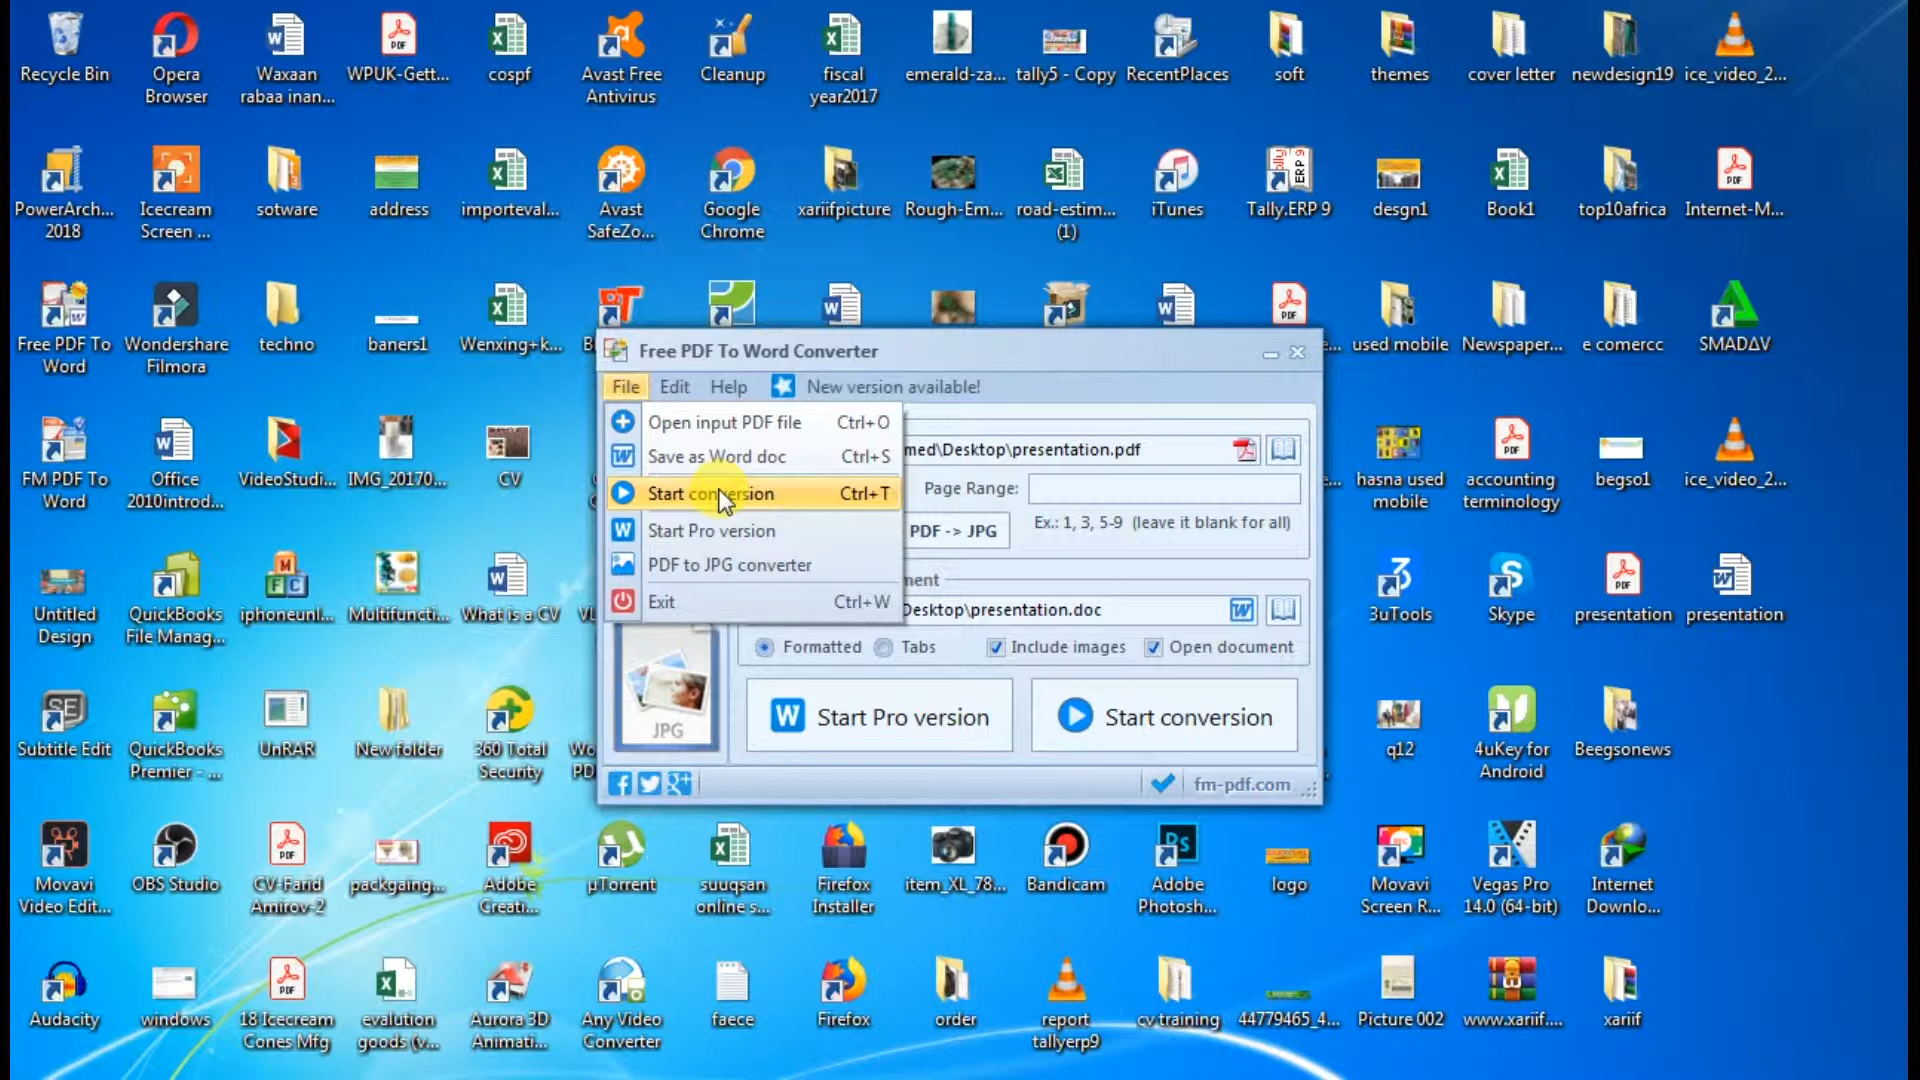 Recycle Bin
Opera
Browser
Waxaan
rabaa inan...
WPUK-Gett...
cospf
Avast Free
Antivirus
Cleanup
fiscal
year2017
emerald-za...
tally5 - Copy
RecentPlaces
soft
themes
cover letter
newdesign19
ice_video_2...
PowerArch...
2018
Icecream
Screen ...
sotware
address
importeval...
Avast
SafeZo...
Google
Chrome
xariifpicture
Rough-Em...
road-estim...
(1)
iTunes
Tally.ERP 9
desgn1
Book1
top10africa
Internet-M...
Free PDF To
Word
Wondershare
Filmora
techno
baners1
Wenxing+k...
used mobile
Newspaper...
e comercc
SMADΔV
Free PDF To Word Converter
File
Edit
Help
New version available!
Open input PDF file Ctrl+O
Save as Word doc Ctrl+S
Start conversion Ctrl+T
Start Pro version
PDF to JPG converter
Exit Ctrl+W
med\Desktop\presentation.pdf
Page Range:
PDF -> JPG
Ex.: 1, 3, 5-9 (leave it blank for all)
ment
Desktop\presentation.doc
Formatted
Tabs
Include images
Open document
JPG
Start Pro version
Start conversion
fm-pdf.com
FM PDF To
Word
Office
2010introd...
VideoStudi...
IMG_20170...
CV
hasna used
mobile
accounting
terminology
begso1
ice_video_2...
Untitled
Design
QuickBooks
File Manag...
iphoneunl...
Multifuncti...
What is a CV
3uTools
Skype
presentation
presentation
Subtitle Edit
QuickBooks
Premier - ...
UnRAR
New folder
360 Total
Security
q12
4uKey for
Android
Beegsonews
Movavi
Video Edit...
OBS Studio
CV-Farid
Amirov-2
packgaing...
Adobe
Creati...
µTorrent
suuqsan
online s...
Firefox
Installer
item_XL_78...
Bandicam
Adobe
Photosh...
logo
Movavi
Screen R...
Vegas Pro
14.0 (64-bit)
Internet
Downlo...
Audacity
windows
18 Icecream
Cones Mfg
evalution
goods (v...
Aurora 3D
Animati...
Any Video
Converter
faece
Firefox
order
report
tallyerp9
cv training
44779465_4...
Picture 002
www.xariif....
xariif